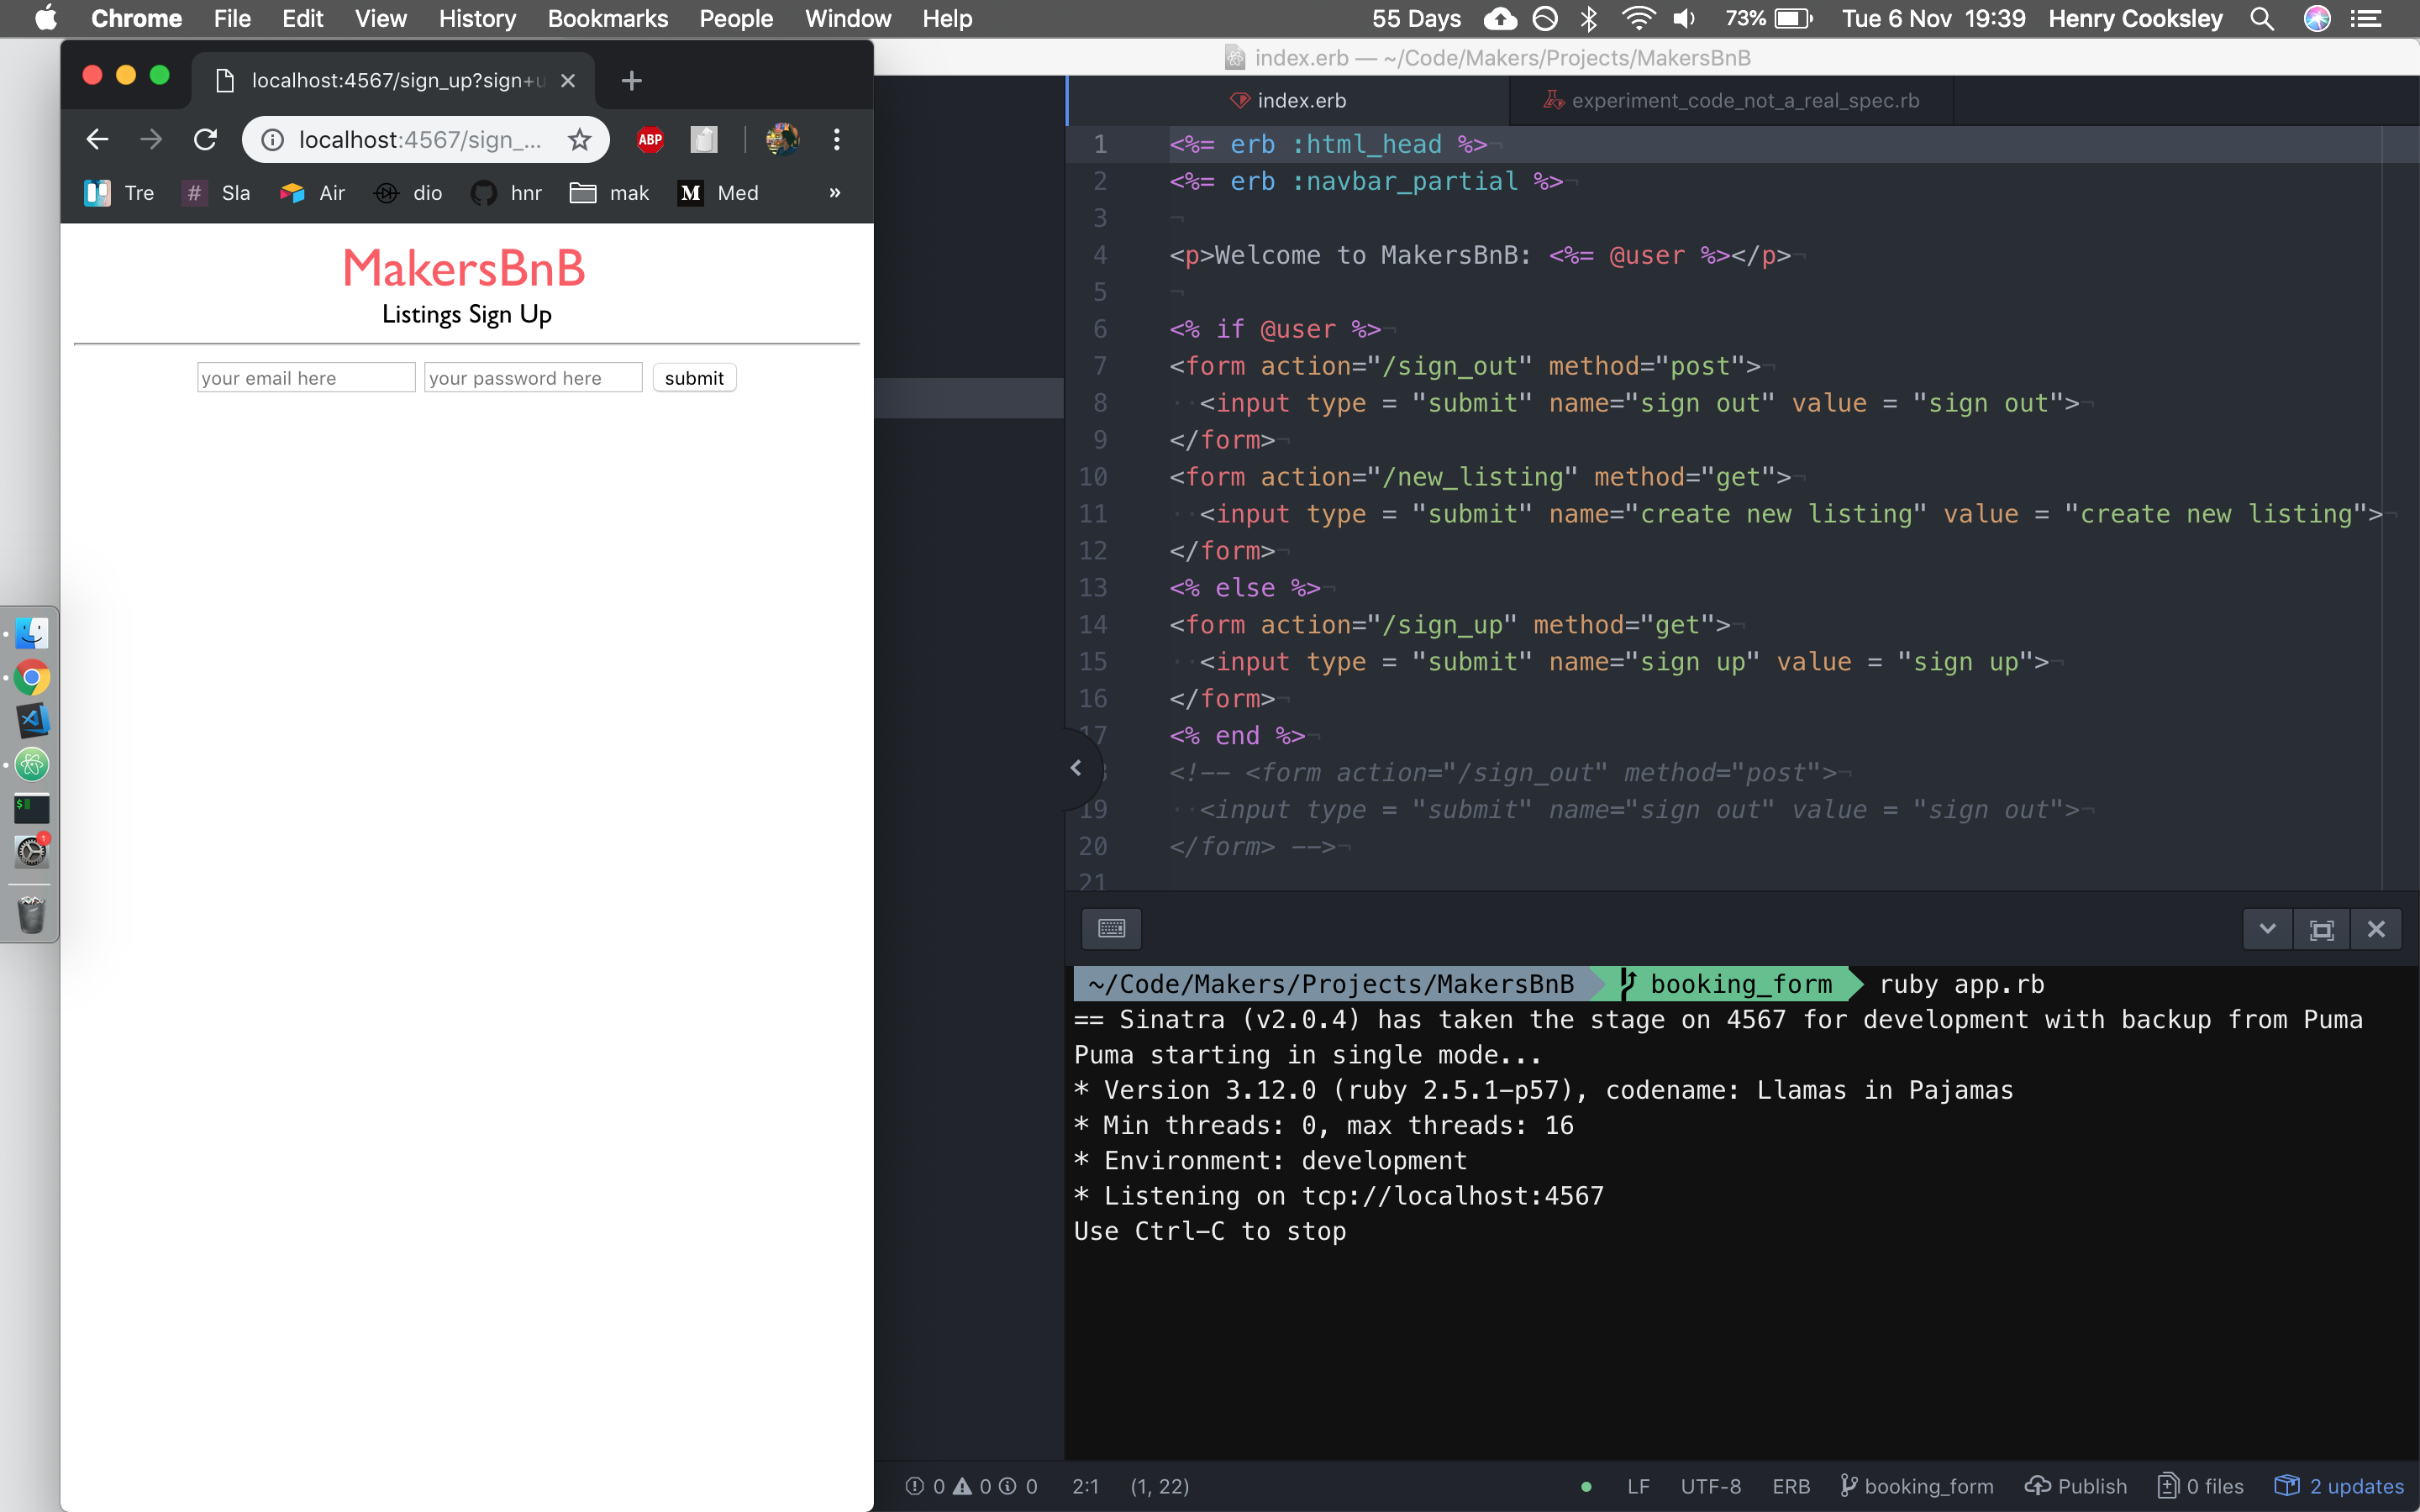 Chrome File Edit View History Bookmarks People Window Help 55 Days 73% Tue 6 Nov 19:39 Henry Cooksley
index.erb — ~/Code/Makers/Projects/MakersBnB
localhost:4567/sign_up?sign+u
localhost:4567/sign_... ABP
Tre # Sla Air dio hnr mak M Med »
MakersBnB
Listings Sign Up
your email here your password here submit
index.erb experiment_code_not_a_real_spec.rb
1 <%= erb :html_head %>¬
2 <%= erb :navbar_partial %>¬
3 ¬
4 <p>Welcome to MakersBnB: <%= @user %></p>¬
5 ¬
6 <% if @user %>¬
7 <form action="/sign_out" method="post">¬
8 <input type = "submit" name="sign out" value = "sign out">¬
9 </form>¬
10 <form action="/new_listing" method="get">¬
11 <input type = "submit" name="create new listing" value = "create new listing">¬
12 </form>¬
13 <% else %>¬
14 <form action="/sign_up" method="get">¬
15 <input type = "submit" name="sign up" value = "sign up">¬
16 </form>¬
17 <% end %>¬
<!-- <form action="/sign_out" method="post">¬
19 <input type = "submit" name="sign out" value = "sign out">¬
20 </form> -->¬
21
~/Code/Makers/Projects/MakersBnB booking_form ruby app.rb
== Sinatra (v2.0.4) has taken the stage on 4567 for development with backup from Puma
Puma starting in single mode...
* Version 3.12.0 (ruby 2.5.1-p57), codename: Llamas in Pajamas
* Min threads: 0, max threads: 16
* Environment: development
* Listening on tcp://localhost:4567
Use Ctrl-C to stop
0 0 0 2:1 (1, 22) LF UTF-8 ERB booking_form Publish 0 files 2 updates